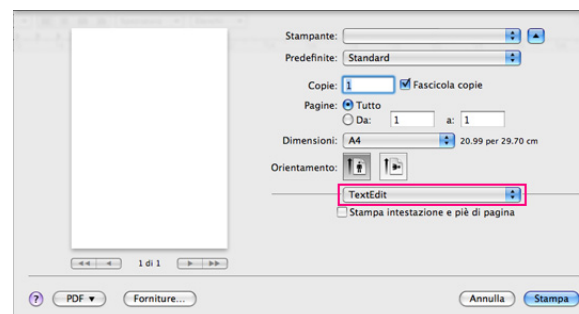 Stampante:
Predefinite: Standard
Copie: 1 Fascicola copie
Pagine: Tutto
Da: 1 a: 1
Dimensioni: A4 20.99 per 29.70 cm
Orientamento:
TextEdit
Stampa intestazione e piè di pagina
1 di 1
? PDF Forniture... Annulla Stampa